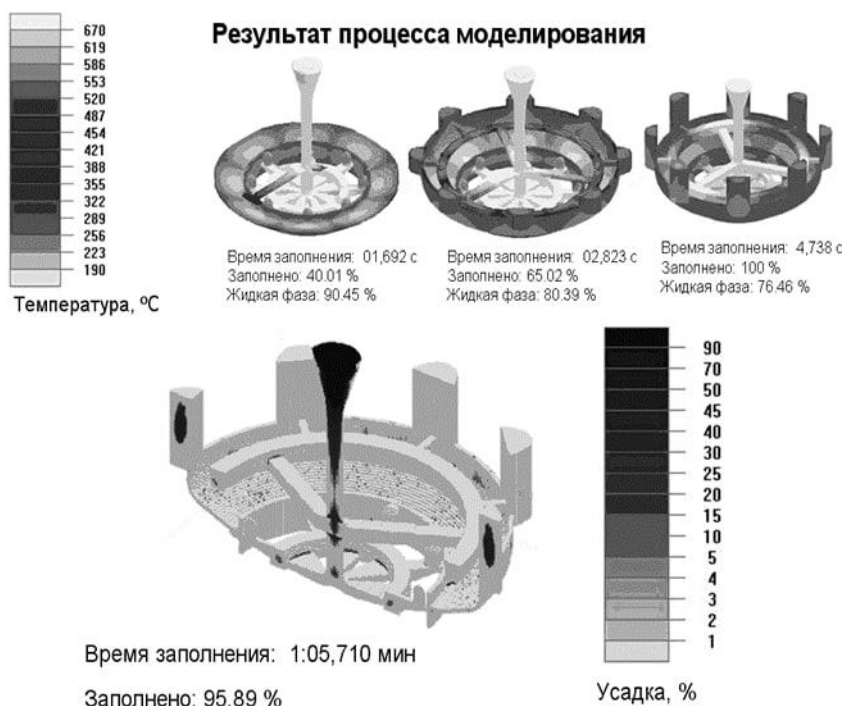 Результат процесса моделирования
670
619
586
553
520
487
454
421
388
355
322
289
256
223
190
Температура, ºC
Время заполнения: 01,692 с
Заполнено: 40.01 %
Жидкая фаза: 90.45 %
Время заполнения: 02,823 с
Заполнено: 65.02 %
Жидкая фаза: 80.39 %
Время заполнения: 4,738 с
Заполнено: 100 %
Жидкая фаза: 76.46 %
90
70
50
45
40
30
25
20
15
10
5
4
3
2
1
Усадка, %
Время заполнения: 1:05,710 мин
Заполнено: 95.89 %